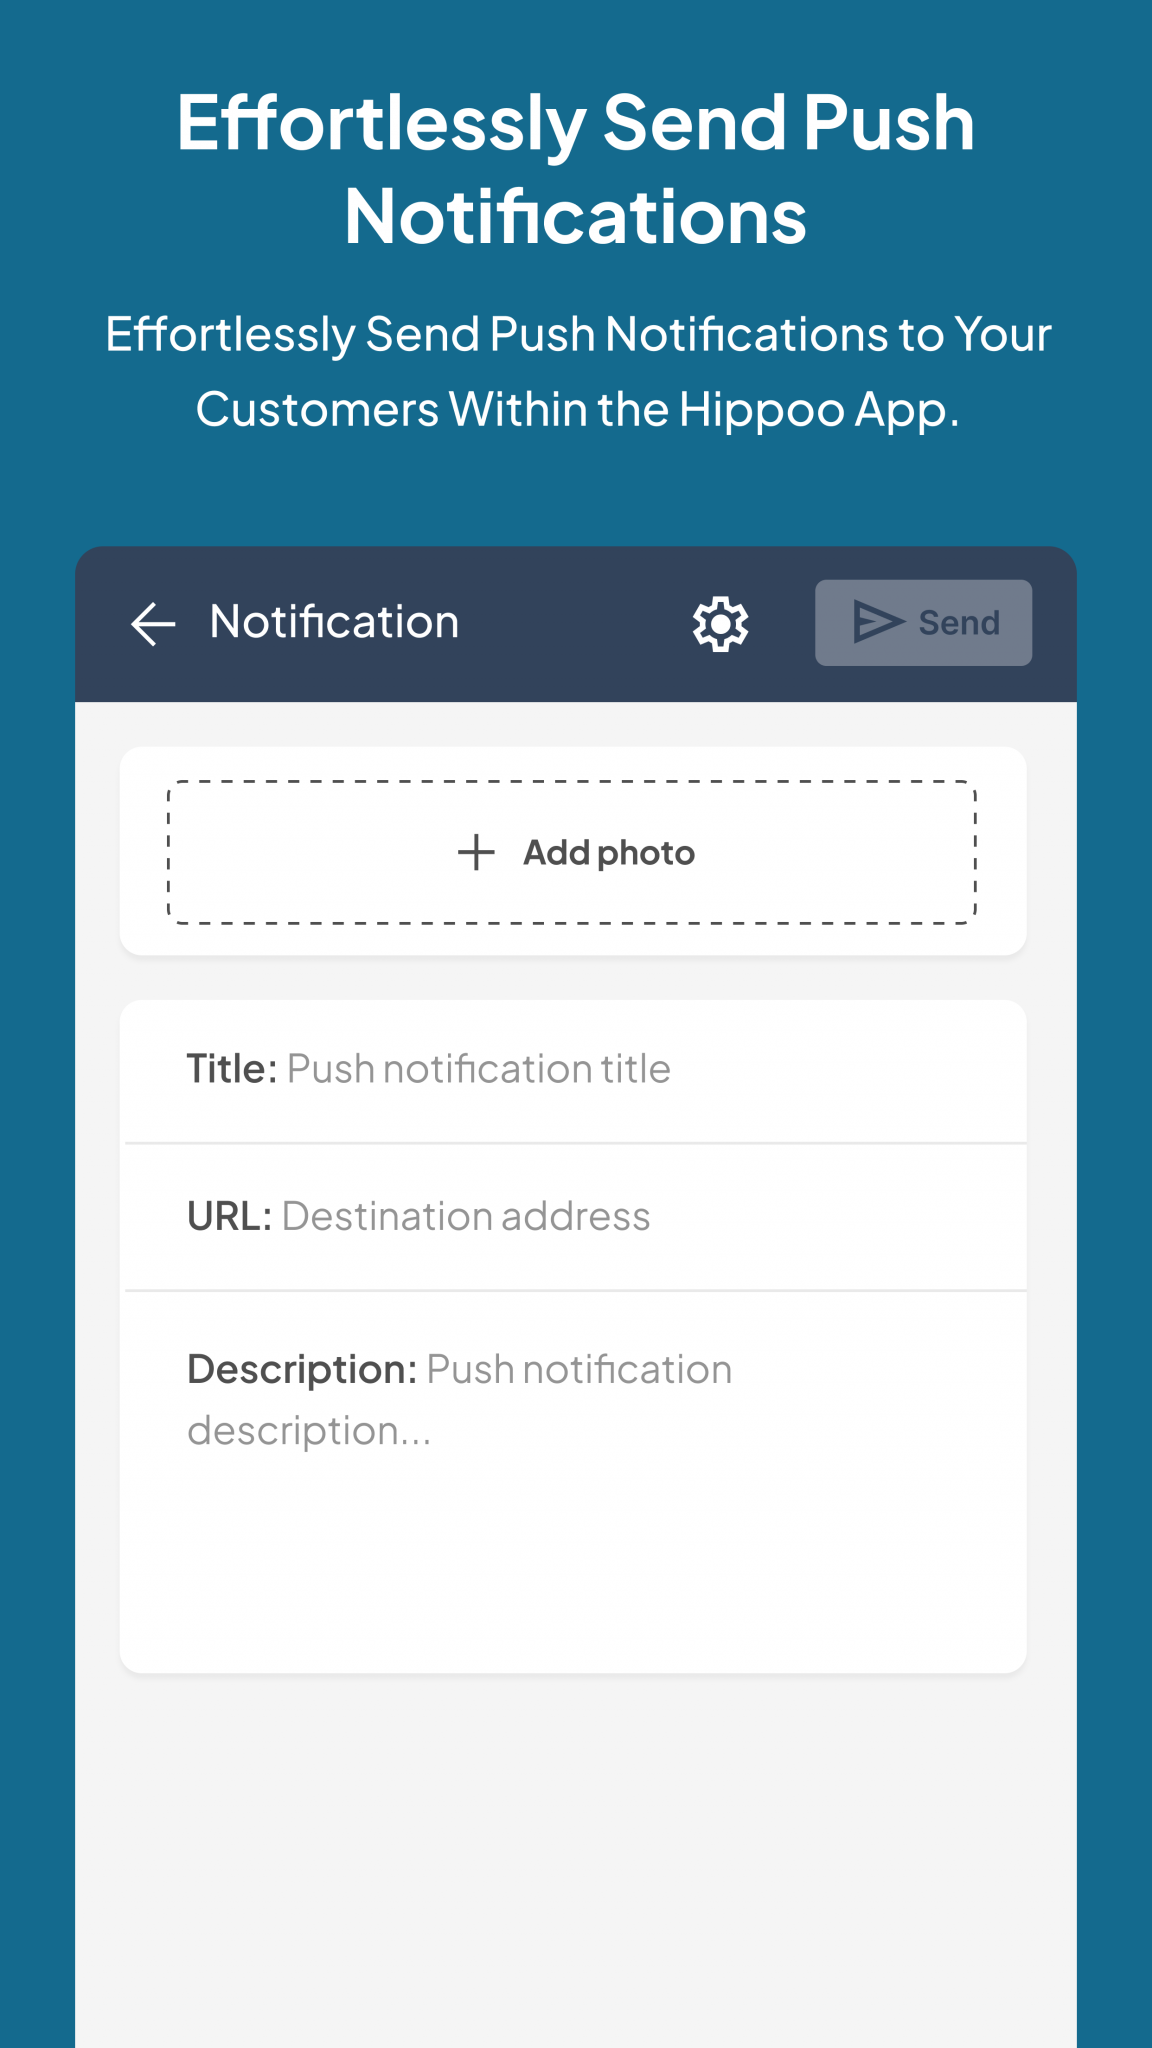 Effortlessly Send Push
Notifications
Effortlessly Send Push Notifications to Your
Customers Within the Hippoo App.
Notification
Send
Add photo
Title: Push notification title
URL: Destination address
Description: Push notification
description...